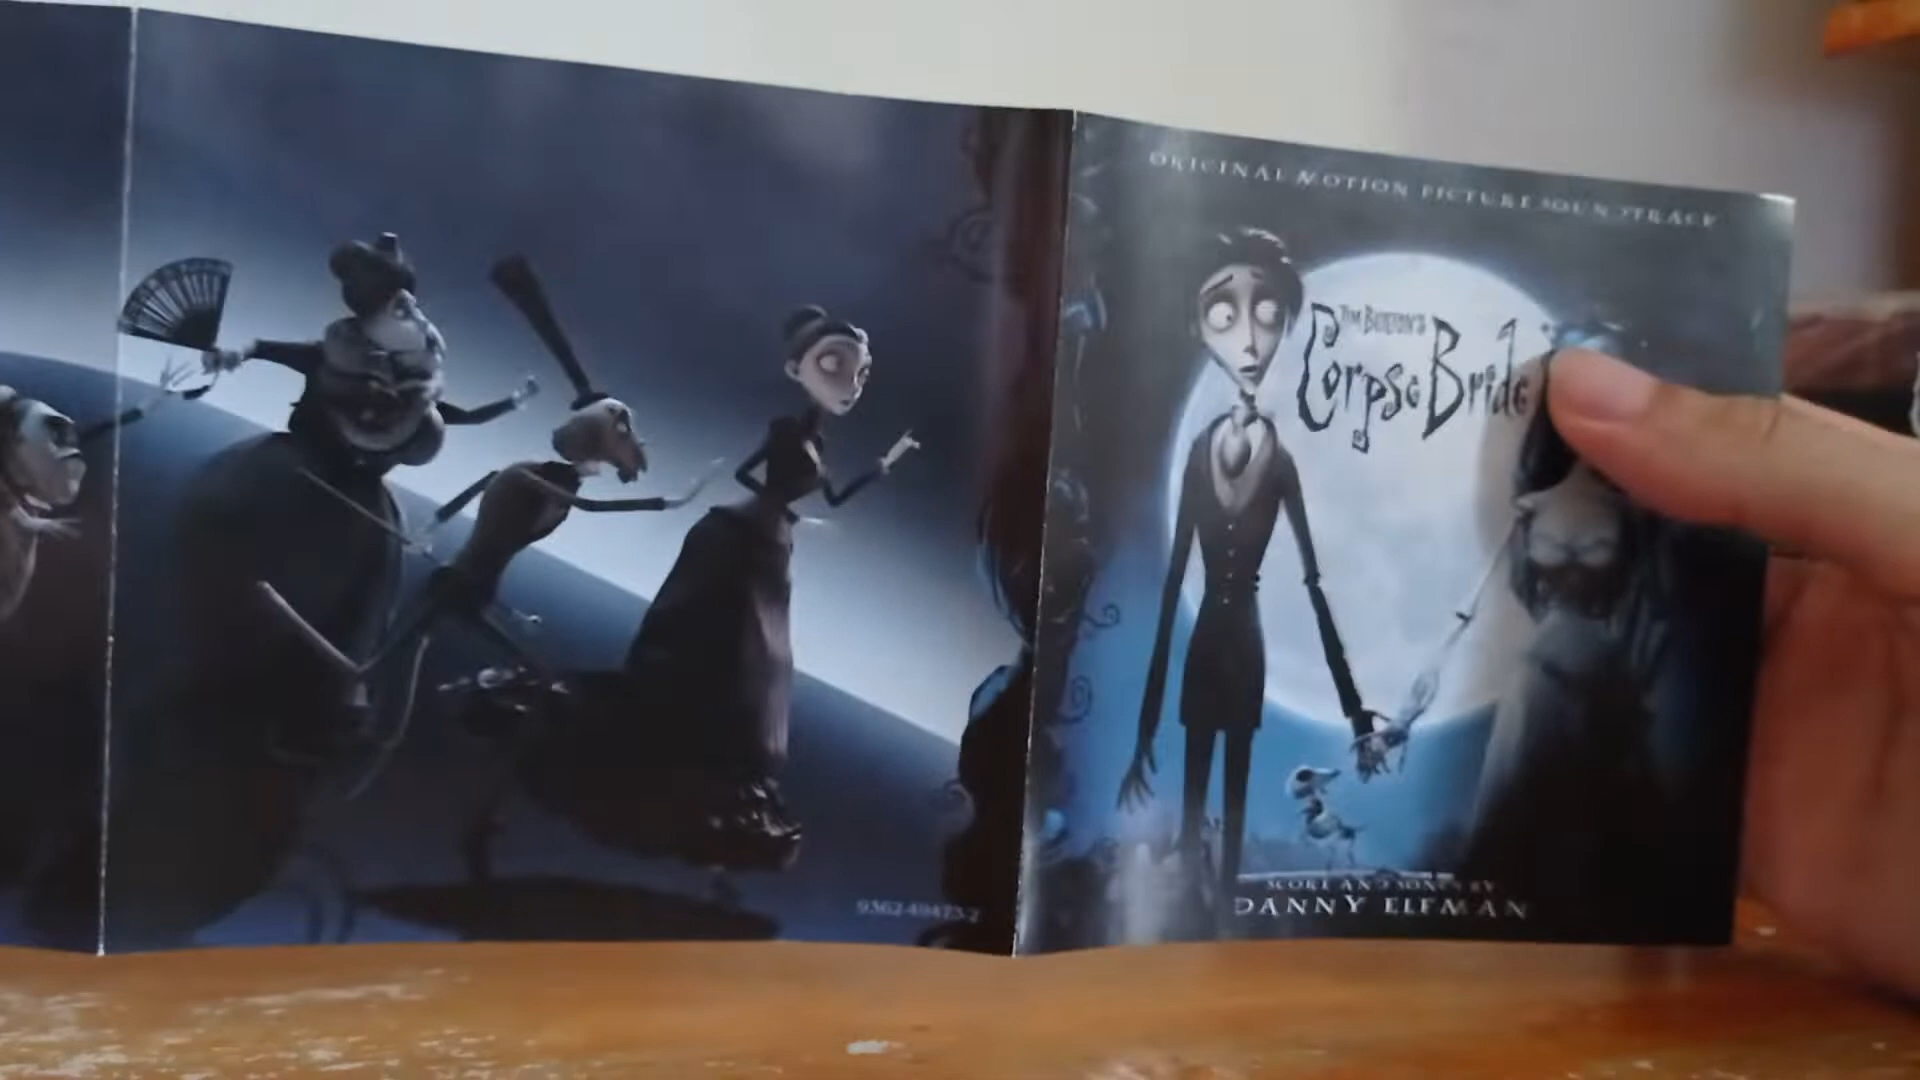 ORIGINAL MOTION PICTURE SOUNDTRACK
TIM BURTON'S
Corpse Bride
SCORE AND SONGS BY
DANNY ELFMAN
9362-49473-2